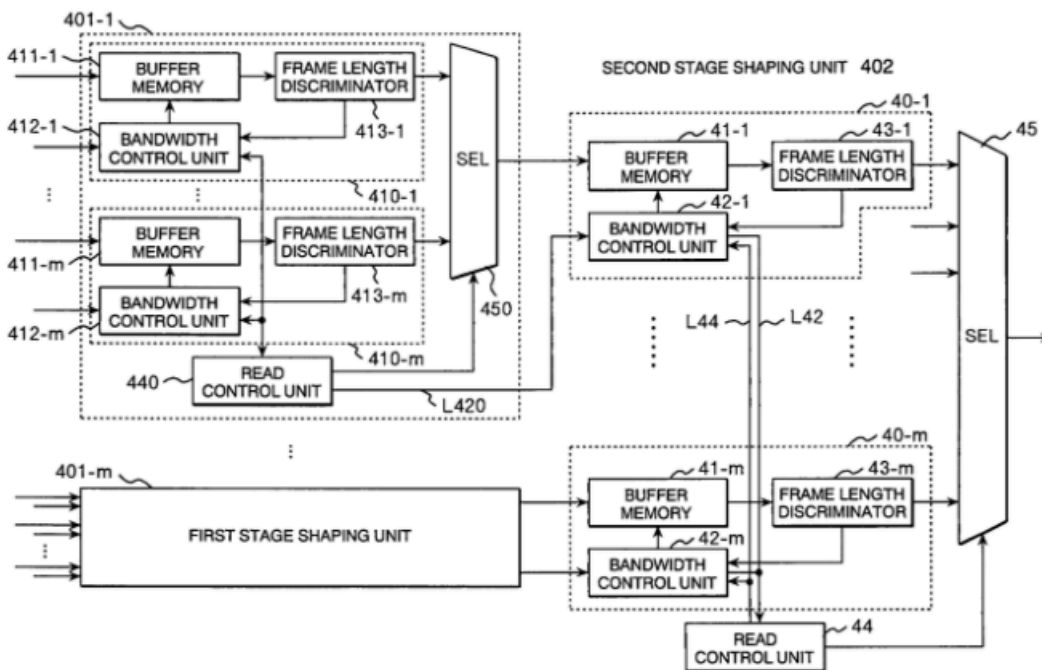 401-1
411-1
BUFFER
MEMORY
FRAME LENGTH
DISCRIMINATOR
412-1
413-1
BANDWIDTH
CONTROL UNIT
SEL
410-1
BUFFER
MEMORY
FRAME LENGTH
DISCRIMINATOR
411-m
413-m
BANDWIDTH
CONTROL UNIT
450
412-m
410-m
440
READ
CONTROL UNIT
L420
SECOND STAGE SHAPING UNIT 402
40-1
41-1
43-1
45
BUFFER
MEMORY
FRAME LENGTH
DISCRIMINATOR
42-1
BANDWIDTH
CONTROL UNIT
L44
L42
SEL
401-m
FIRST STAGE SHAPING UNIT
40-m
41-m
43-m
BUFFER
MEMORY
FRAME LENGTH
DISCRIMINATOR
42-m
BANDWIDTH
CONTROL UNIT
44
READ
CONTROL UNIT